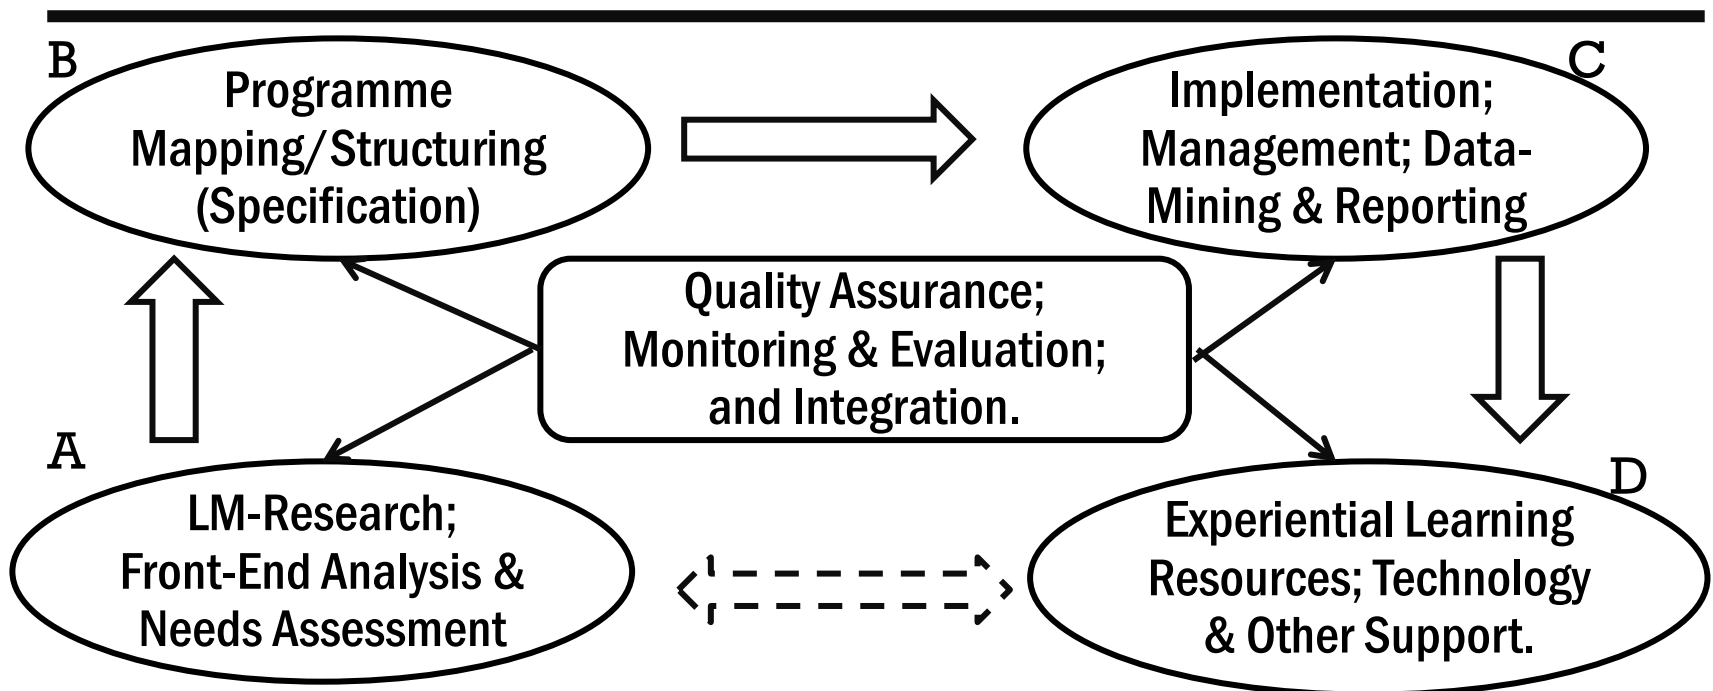 B
Programme
Mapping/Structuring
(Specification)
C
Implementation;
Management; Data-
Mining & Reporting
Quality Assurance;
Monitoring & Evaluation;
and Integration.
A
LM-Research;
Front-End Analysis &
Needs Assessment
D
Experiential Learning
Resources; Technology
& Other Support.